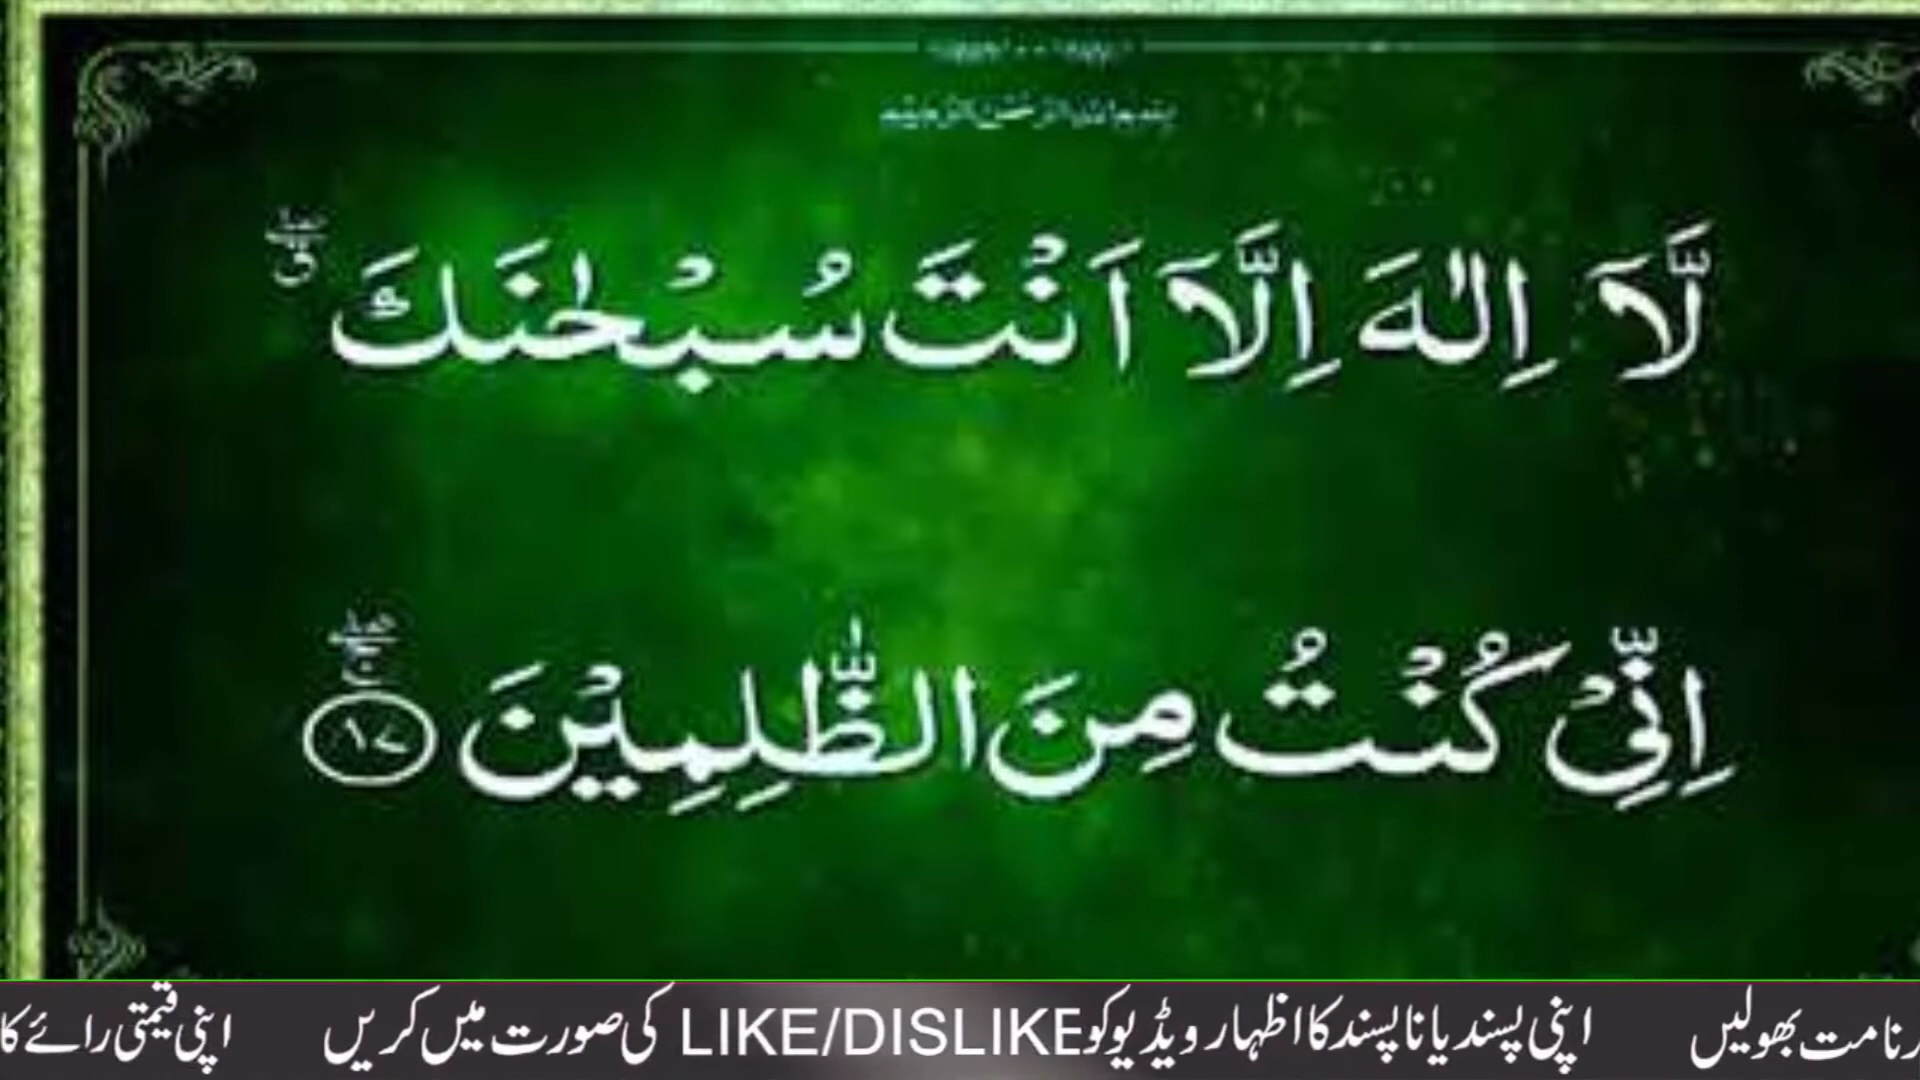 بسم الله الرحمن الرحيم
لَّآ اِلٰهَ اِلَّآ اَنْتَ سُبْحٰنَكَ
اِنِّىْ كُنْتُ مِنَ الظّٰلِمِيْنَ
رنا مت بھولیں اپنی پسند یا ناپسند کا اظہار ویڈیو کو LIKE/DISLIKE کی صورت میں کریں اپنی قیمتی رائے کا